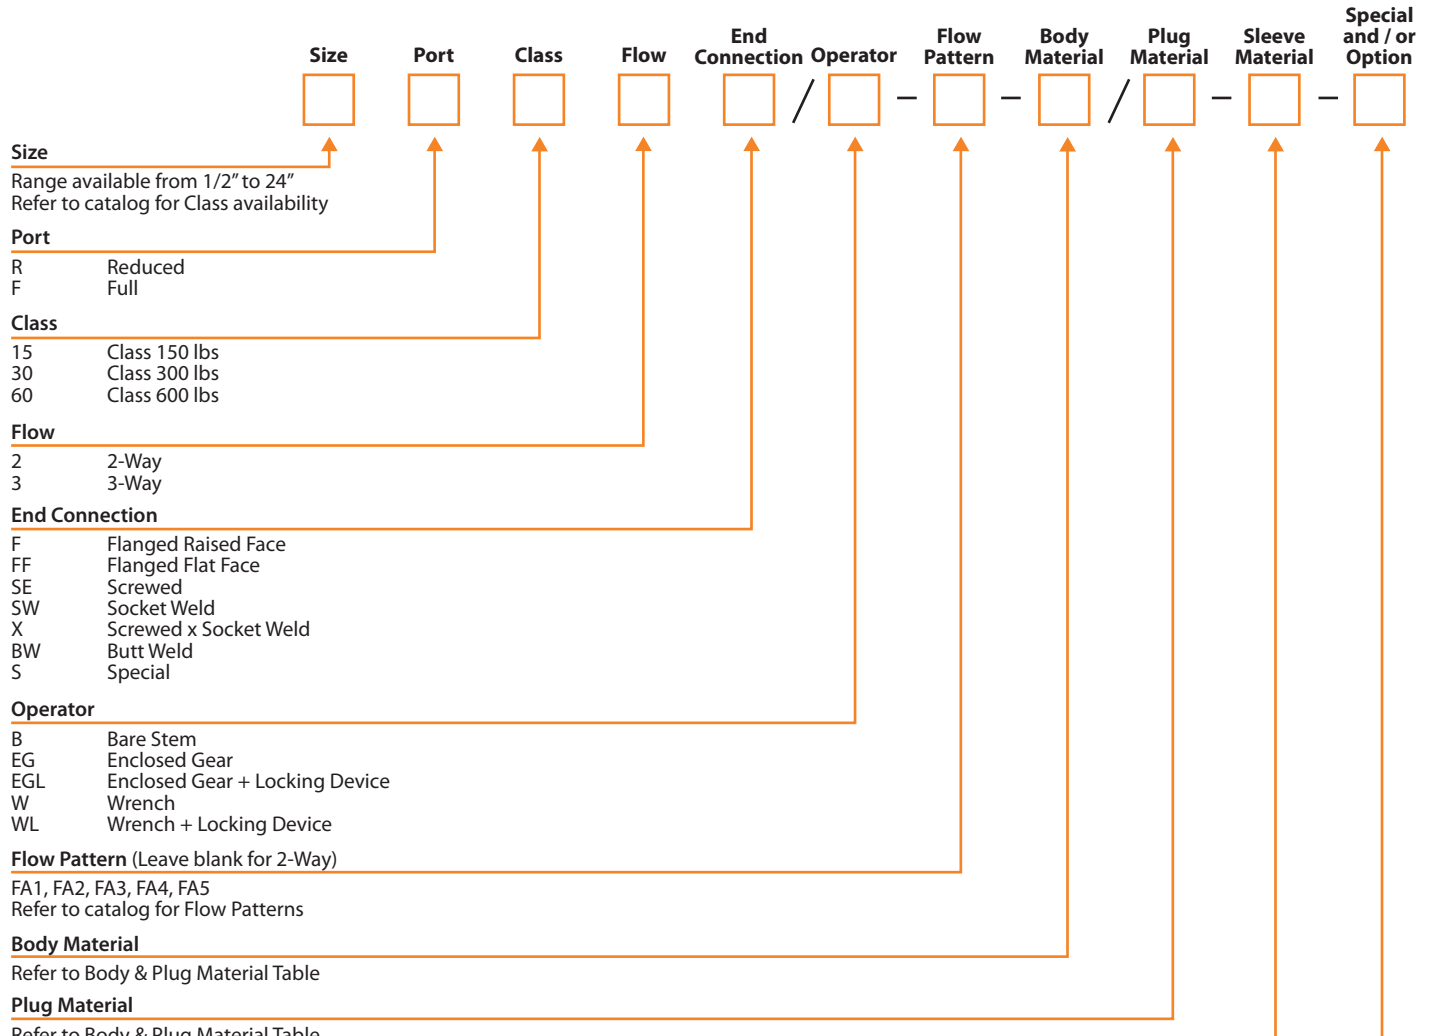 Size Port Class Flow End Connection / Operator – Flow Pattern – Body Material / Plug Material – Sleeve Material – Special and / or Option
Size
Range available from 1/2” to 24”
Refer to catalog for Class availability
Port
R Reduced
F Full
Class
15 Class 150 lbs
30 Class 300 lbs
60 Class 600 lbs
Flow
2 2-Way
3 3-Way
End Connection
F Flanged Raised Face
FF Flanged Flat Face
SE Screwed
SW Socket Weld
X Screwed x Socket Weld
BW Butt Weld
S Special
Operator
B Bare Stem
EG Enclosed Gear
EGL Enclosed Gear + Locking Device
W Wrench
WL Wrench + Locking Device
Flow Pattern (Leave blank for 2-Way)
FA1, FA2, FA3, FA4, FA5
Refer to catalog for Flow Patterns
Body Material
Refer to Body & Plug Material Table
Plug Material
Refer to Body & Plug Material Table